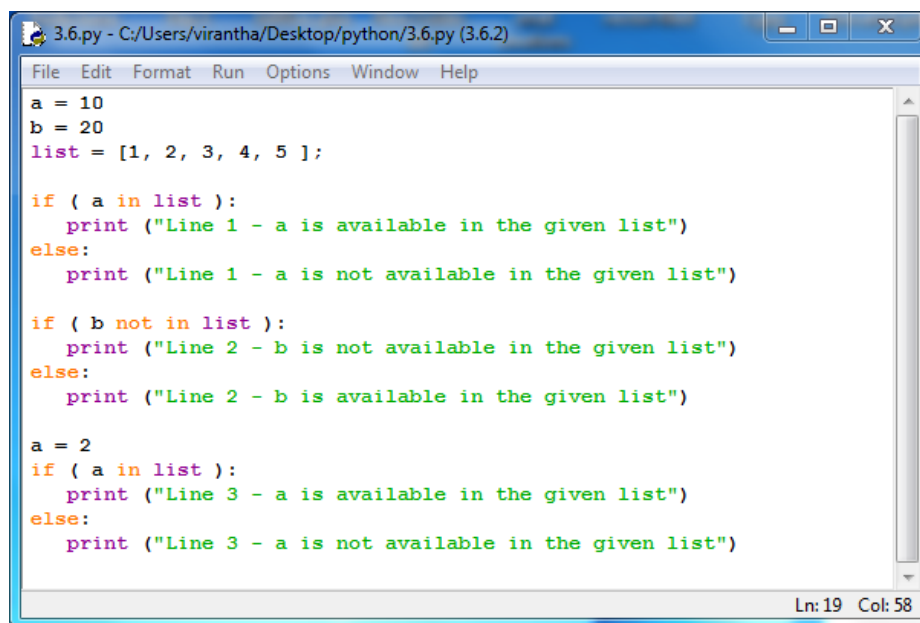 3.6.py - C:/Users/virantha/Desktop/python/3.6.py (3.6.2)
File Edit Format Run Options Window Help
a = 10
b = 20
list = [1, 2, 3, 4, 5 ];

if ( a in list ):
   print ("Line 1 - a is available in the given list")
else:
   print ("Line 1 - a is not available in the given list")

if ( b not in list ):
   print ("Line 2 - b is not available in the given list")
else:
   print ("Line 2 - b is available in the given list")

a = 2
if ( a in list ):
   print ("Line 3 - a is available in the given list")
else:
   print ("Line 3 - a is not available in the given list")
Ln: 19 Col: 58